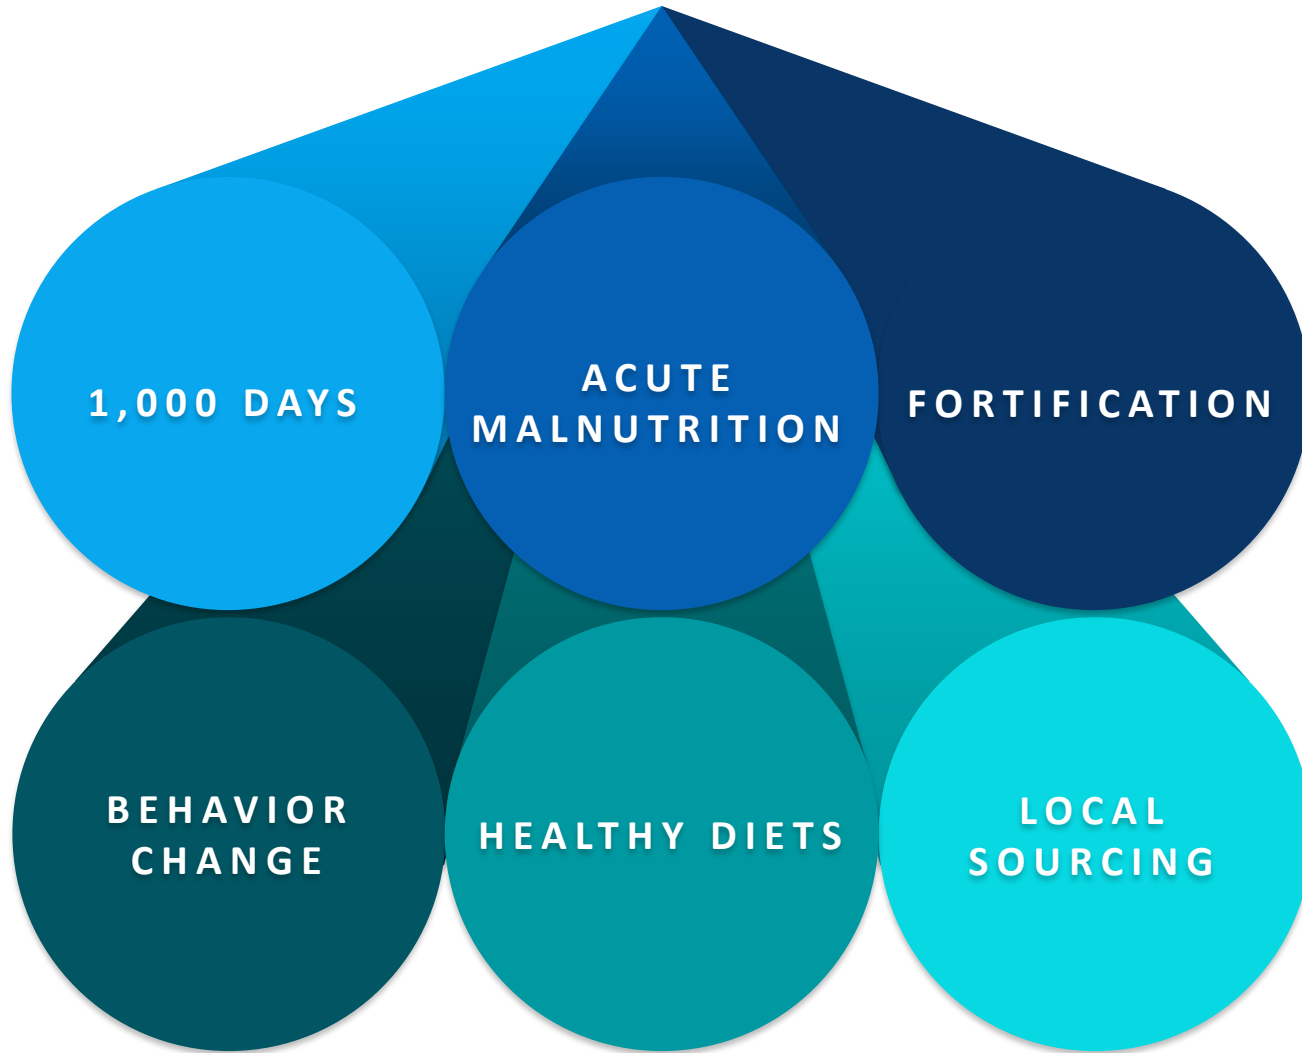 1,000 DAYS
ACUTE
MALNUTRITION
FORTIFICATION
BEHAVIOR
CHANGE
HEALTHY DIETS
LOCAL
SOURCING